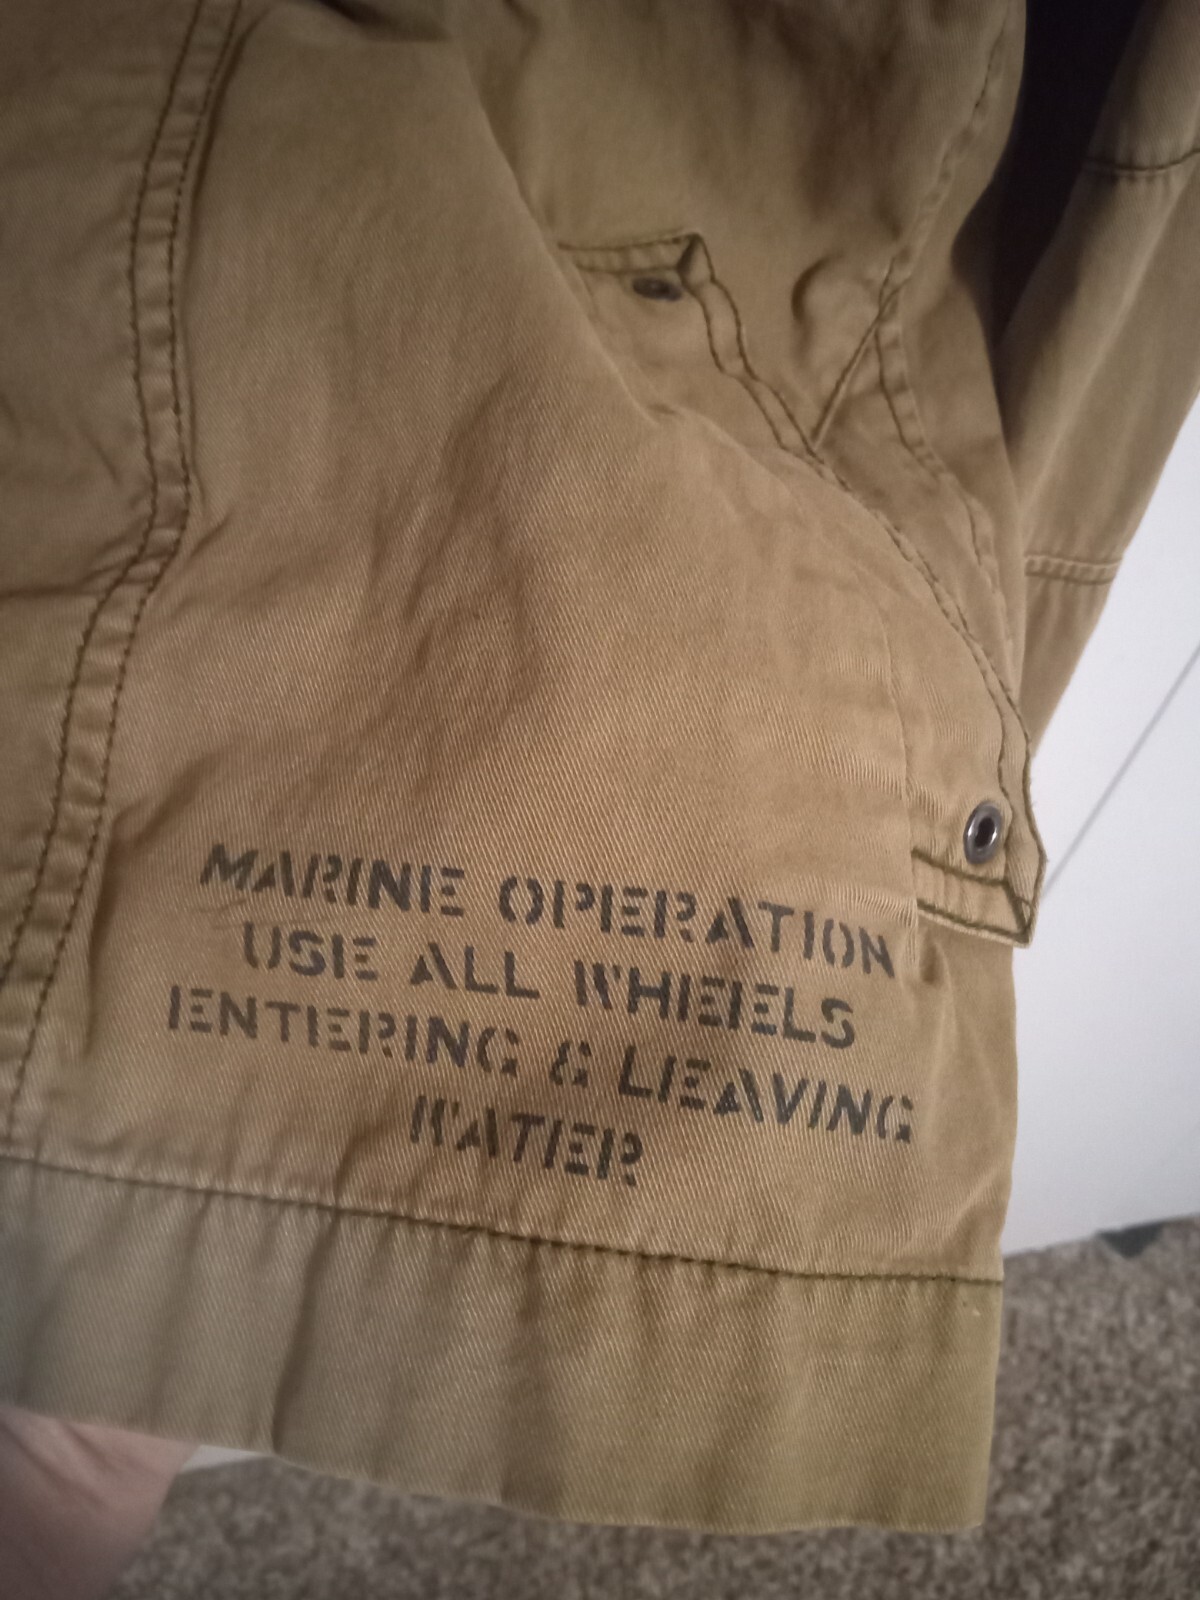 MARINE OPERATION
USE ALL WHEELS
ENTERING & LEAVING
WATER